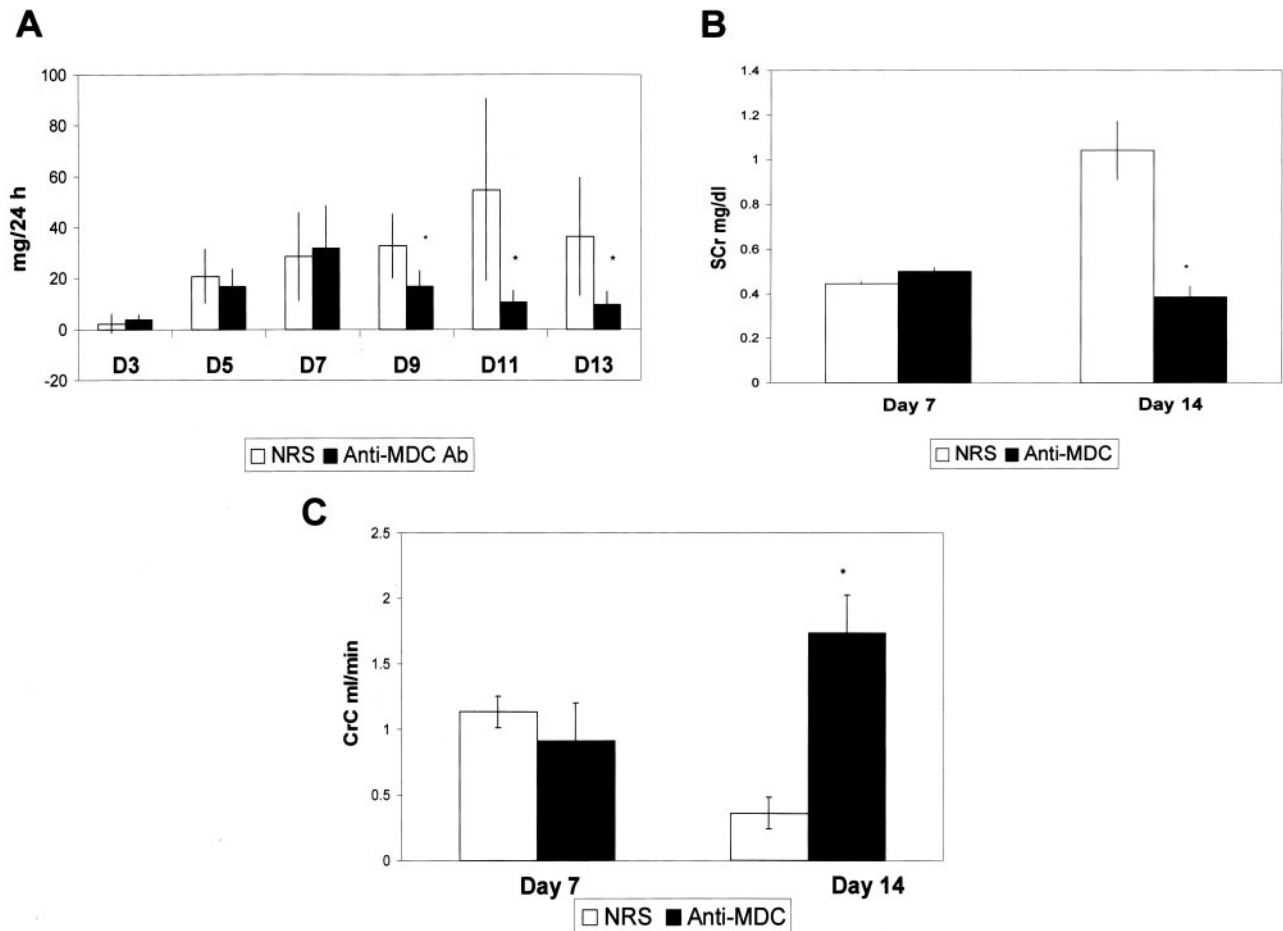 A
mg/24 h
100
80
60
40
20
0
-20
*
*
*
D3 D5 D7 D9 D11 D13
NRS Anti-MDC Ab
B
SCr mg/dl
1.4
1.2
1
0.8
0.6
0.4
0.2
0
*
Day 7 Day 14
NRS Anti-MDC
C
CrC ml/min
2.5
2
1.5
1
0.5
0
*
Day 7 Day 14
NRS Anti-MDC